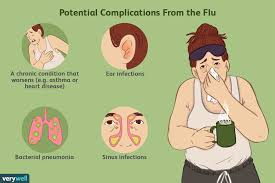 Potential Complications From the Flu
A chronic condition that
worsens (e.g. asthma or
heart disease)
Ear infections
Bacterial pneumonia
Sinus infections
verywell